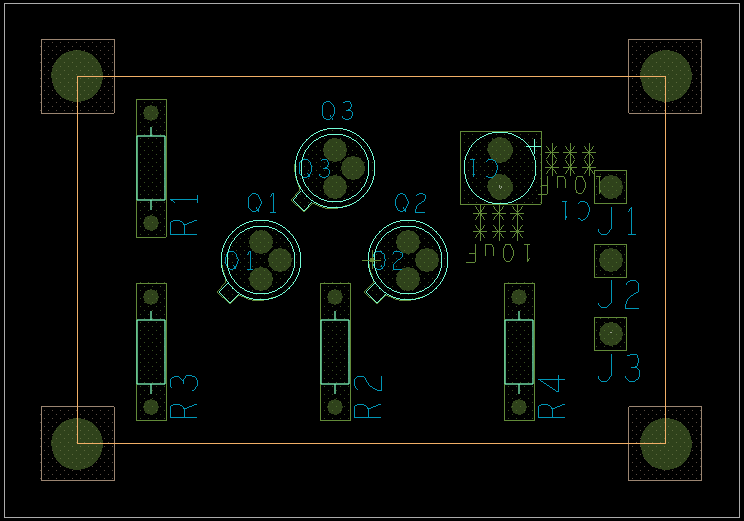 Q3
Q3
C1
***
***
10uF
R1
Q1
Q2
C1
J1
***
***
Q1
Q2
10uF
J2
R3
R2
R4
J3